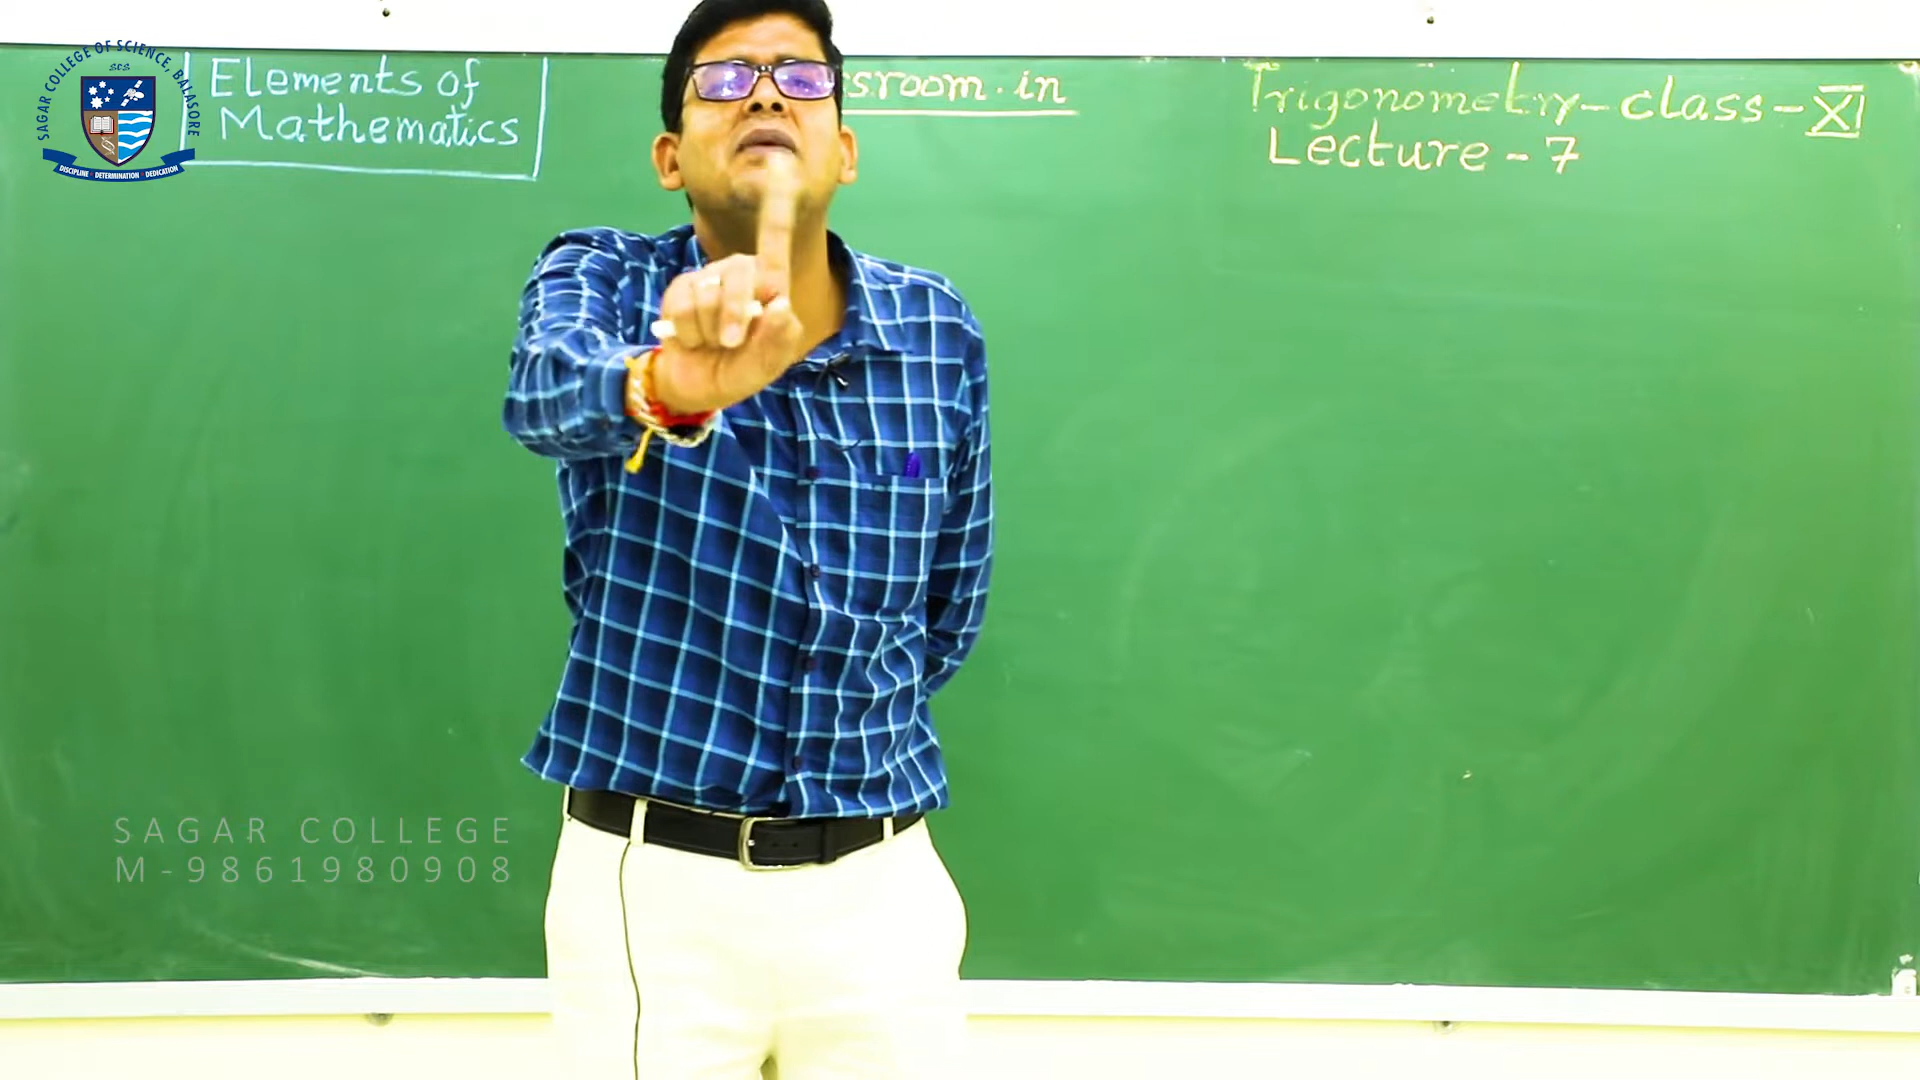 SAGAR COLLEGE OF SCIENCE, BALASORE
SCS
DISCIPLINE DETERMINATION DEDICATION
Elements of
Mathematics
sroom.in
Trigonometry-class-XI
Lecture-7
SAGAR COLLEGE
M-9861980908